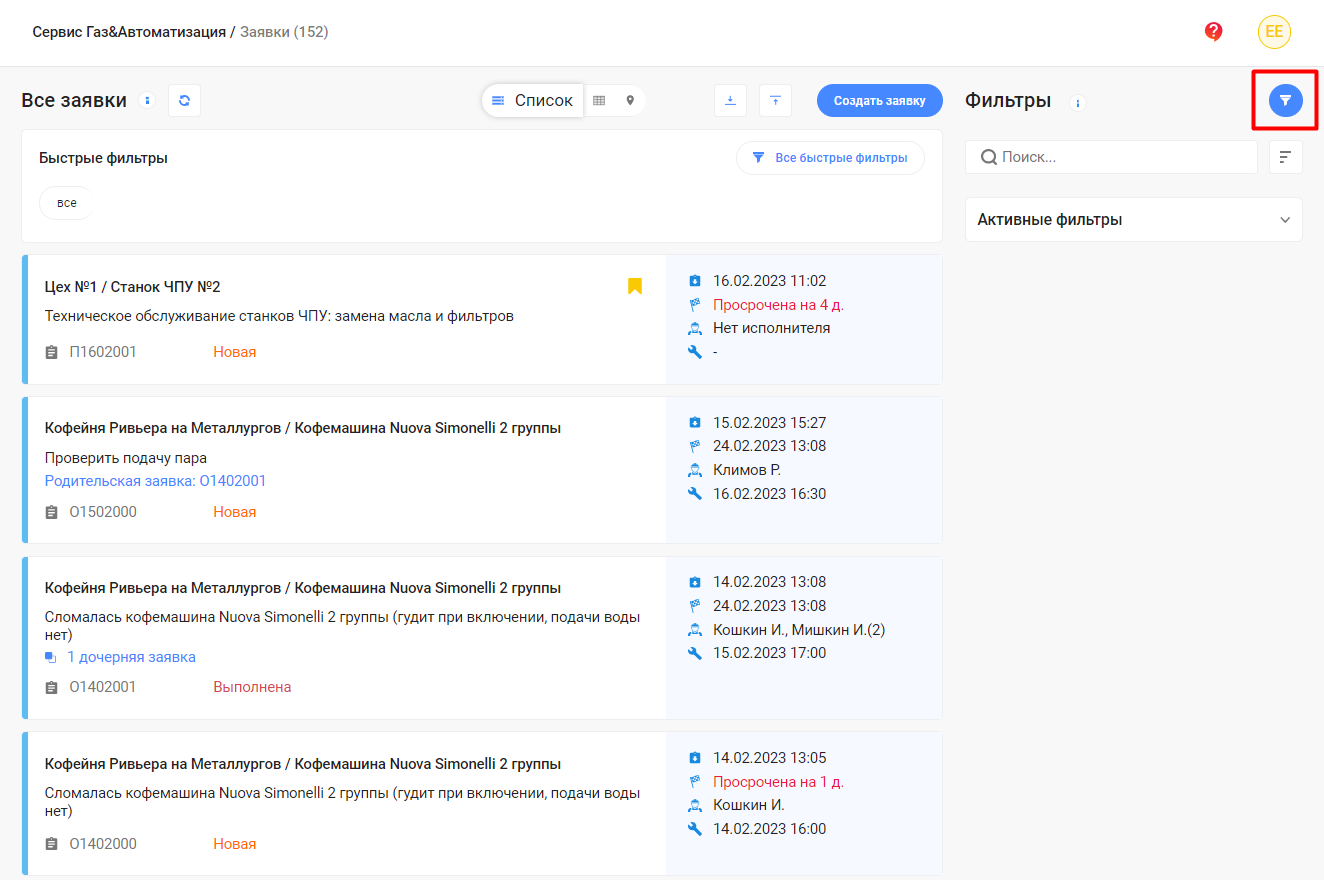 Сервис Газ&Автоматизация / Заявки (152)
?
EE
Все заявки
Список
Создать заявку
Фильтры
Быстрые фильтры
Все быстрые фильтры
все
Поиск...
Активные фильтры
Цех №1 / Станок ЧПУ №2
Техническое обслуживание станков ЧПУ: замена масла и фильтров
П1602001
Новая
16.02.2023 11:02
Просрочена на 4 д.
Нет исполнителя
-
Кофейня Ривьера на Металлургов / Кофемашина Nuova Simonelli 2 группы
Проверить подачу пара
Родительская заявка: О1402001
О1502000
Новая
15.02.2023 15:27
24.02.2023 13:08
Климов Р.
16.02.2023 16:30
Кофейня Ривьера на Металлургов / Кофемашина Nuova Simonelli 2 группы
Сломалась кофемашина Nuova Simonelli 2 группы (гудит при включении, подачи воды
нет)
1 дочерняя заявка
О1402001
Выполнена
14.02.2023 13:08
24.02.2023 13:08
Кошкин И., Мишкин И.(2)
15.02.2023 17:00
Кофейня Ривьера на Металлургов / Кофемашина Nuova Simonelli 2 группы
Сломалась кофемашина Nuova Simonelli 2 группы (гудит при включении, подачи воды
нет)
О1402000
Новая
14.02.2023 13:05
Просрочена на 1 д.
Кошкин И.
14.02.2023 16:00